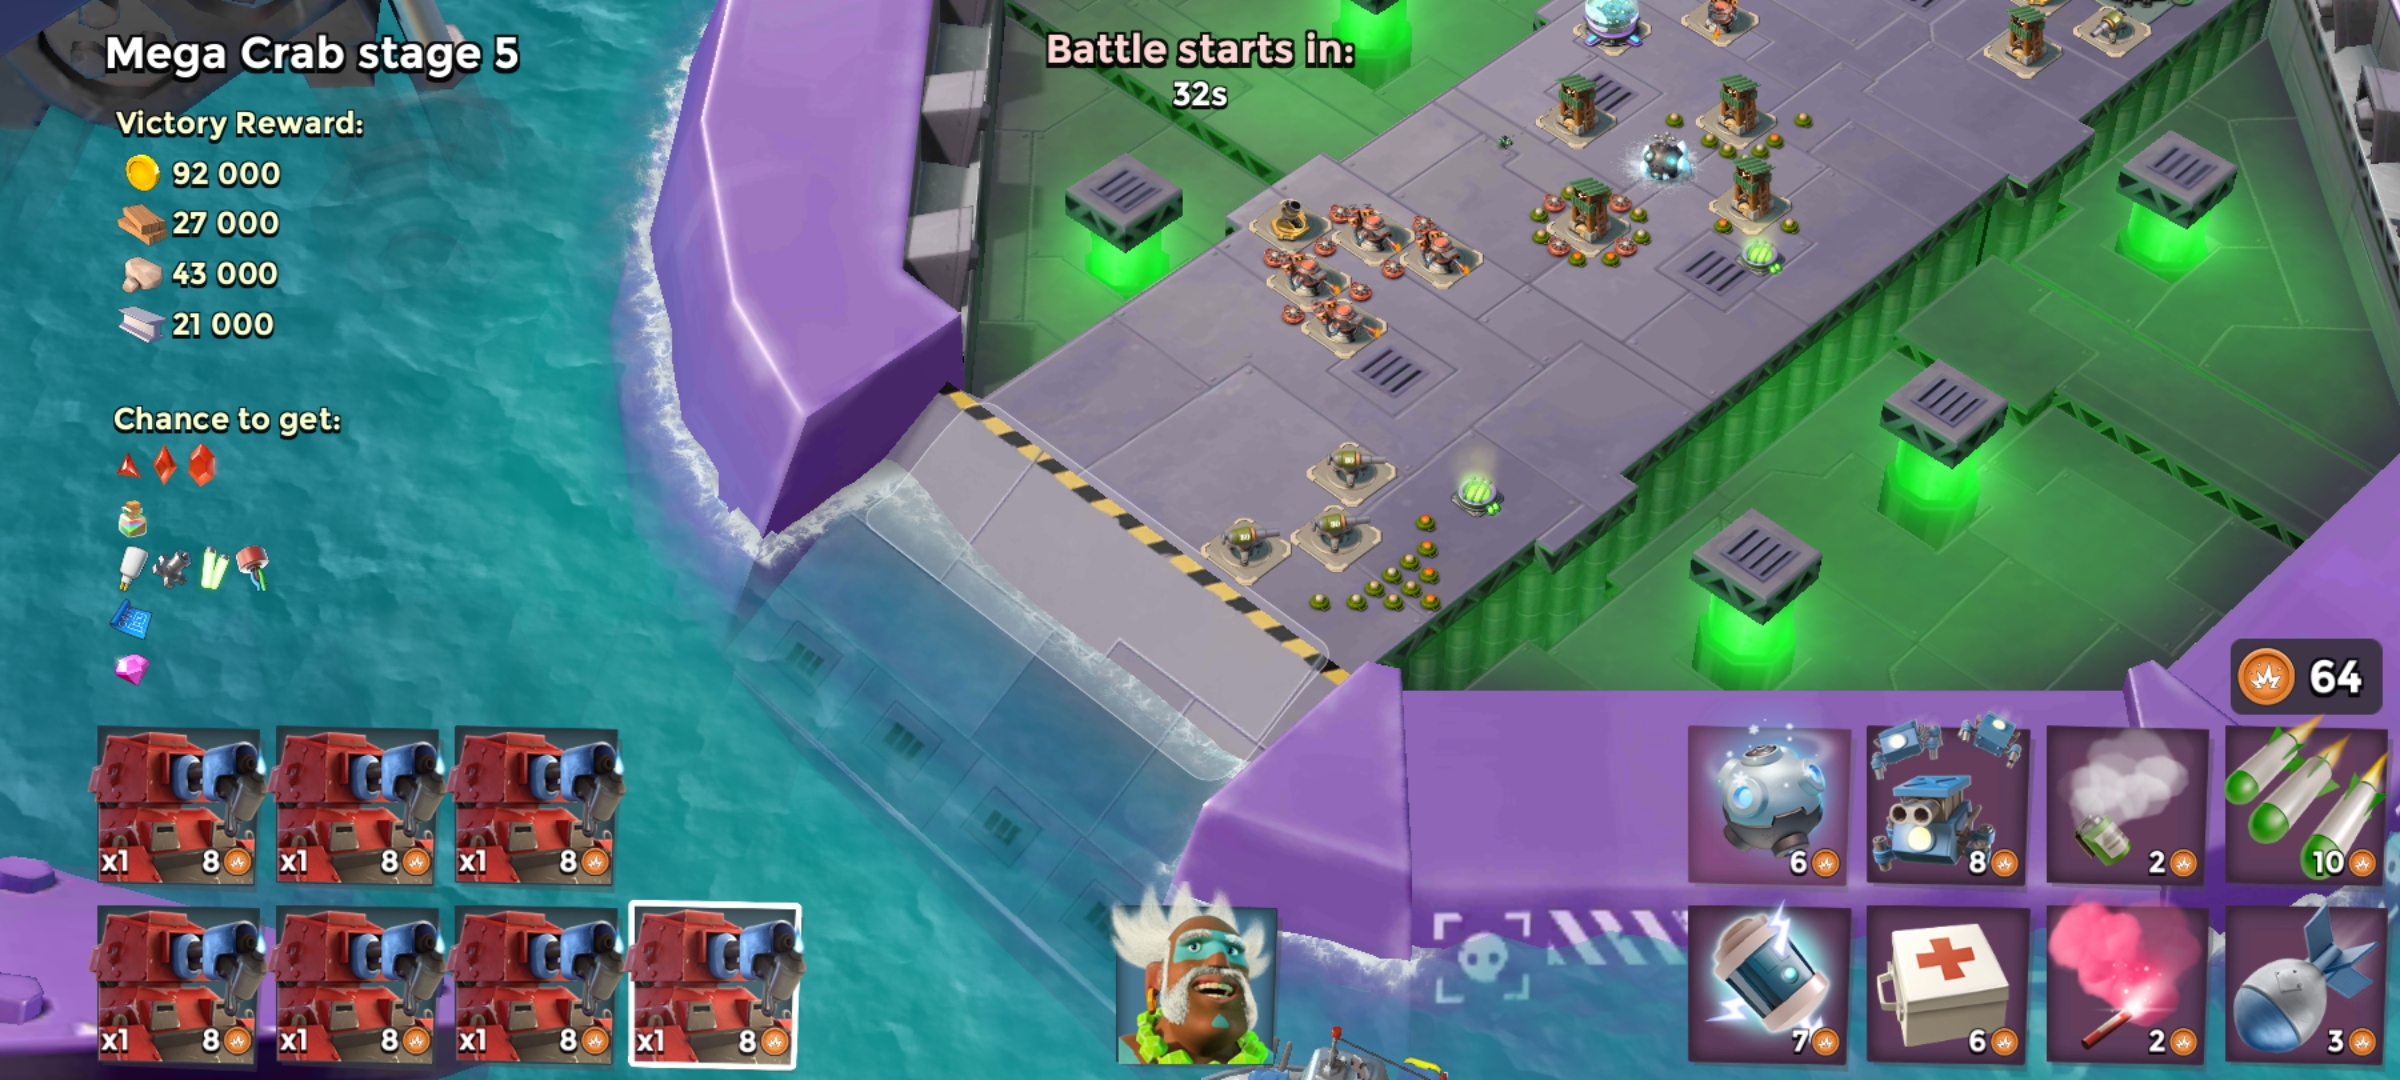 Mega Crab stage 5
Battle starts in:
32s
Victory Reward:
92 000
27 000
43 000
21 000
Chance to get:
64
x1 8
x1 8
x1 8
6
8
2
10
x1 8
x1 8
x1 8
x1 8
7
6
2
3